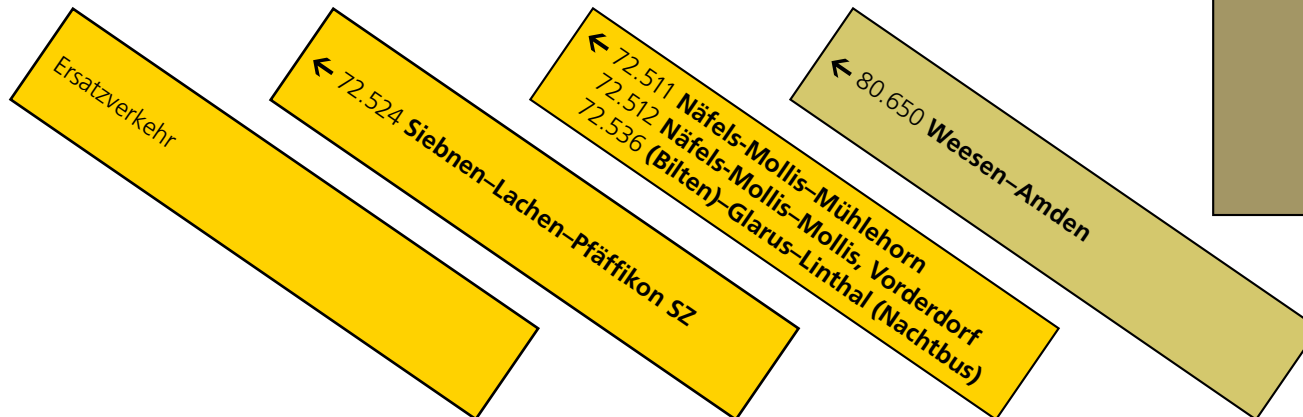 Ersatzverkehr
← 72.524 Siebnen–Lachen–Pfäffikon SZ
← 72.511 Näfels-Mollis–Mühlehorn
72.512 Näfels-Mollis–Mollis, Vorderdorf
72.536 (Bilten)–Glarus–Linthal (Nachtbus)
← 80.650 Weesen–Amden